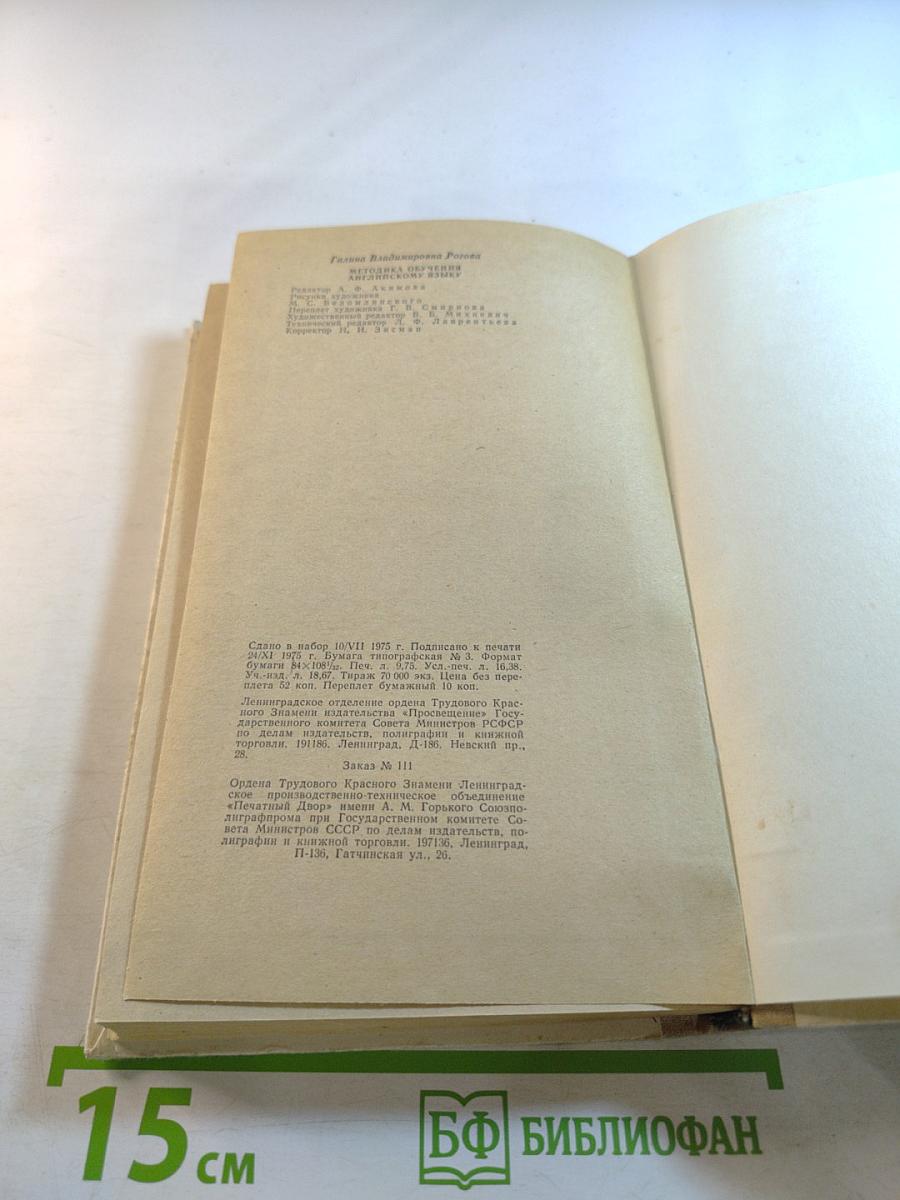 Галина Владимировна Рогова
МЕТОДИКА ОБУЧЕНИЯ
АНГЛИЙСКОМУ ЯЗЫКУ
Редактор А. Ф. Акимова
Рисунки художника
М. С. Беломлинского
Переплет художника Г. В. Смирнова
Художественный редактор В. Б. Михневич
Технический редактор Л. Ф. Лаврентьева
Корректор Н. И. Зисман
Сдано в набор 10/VII 1975 г. Подписано к печати
24/XI 1975 г. Бумага типографская № 3. Формат
бумаги 84×108¹/₃₂. Печ. л. 9,75. Усл.-печ. л. 16,38.
Уч.-изд. л. 18,67. Тираж 70 000 экз. Цена без пере-
плета 52 коп. Переплет бумажный 10 коп.
Ленинградское отделение ордена Трудового Крас-
ного Знамени издательства «Просвещение» Госу-
дарственного комитета Совета Министров РСФСР
по делам издательств, полиграфии и книжной
торговли. 191186. Ленинград, Д-186. Невский пр.,
28.
Заказ № 111
Ордена Трудового Красного Знамени Ленинград-
ское производственно-техническое объединение
«Печатный Двор» имени А. М. Горького Союзпо-
лиграфпрома при Государственном комитете Со-
вета Министров СССР по делам издательств, по-
лиграфии и книжной торговли. 197136, Ленинград,
П-136, Гатчинская ул., 26.
15 см
БФ БИБЛИОФАН